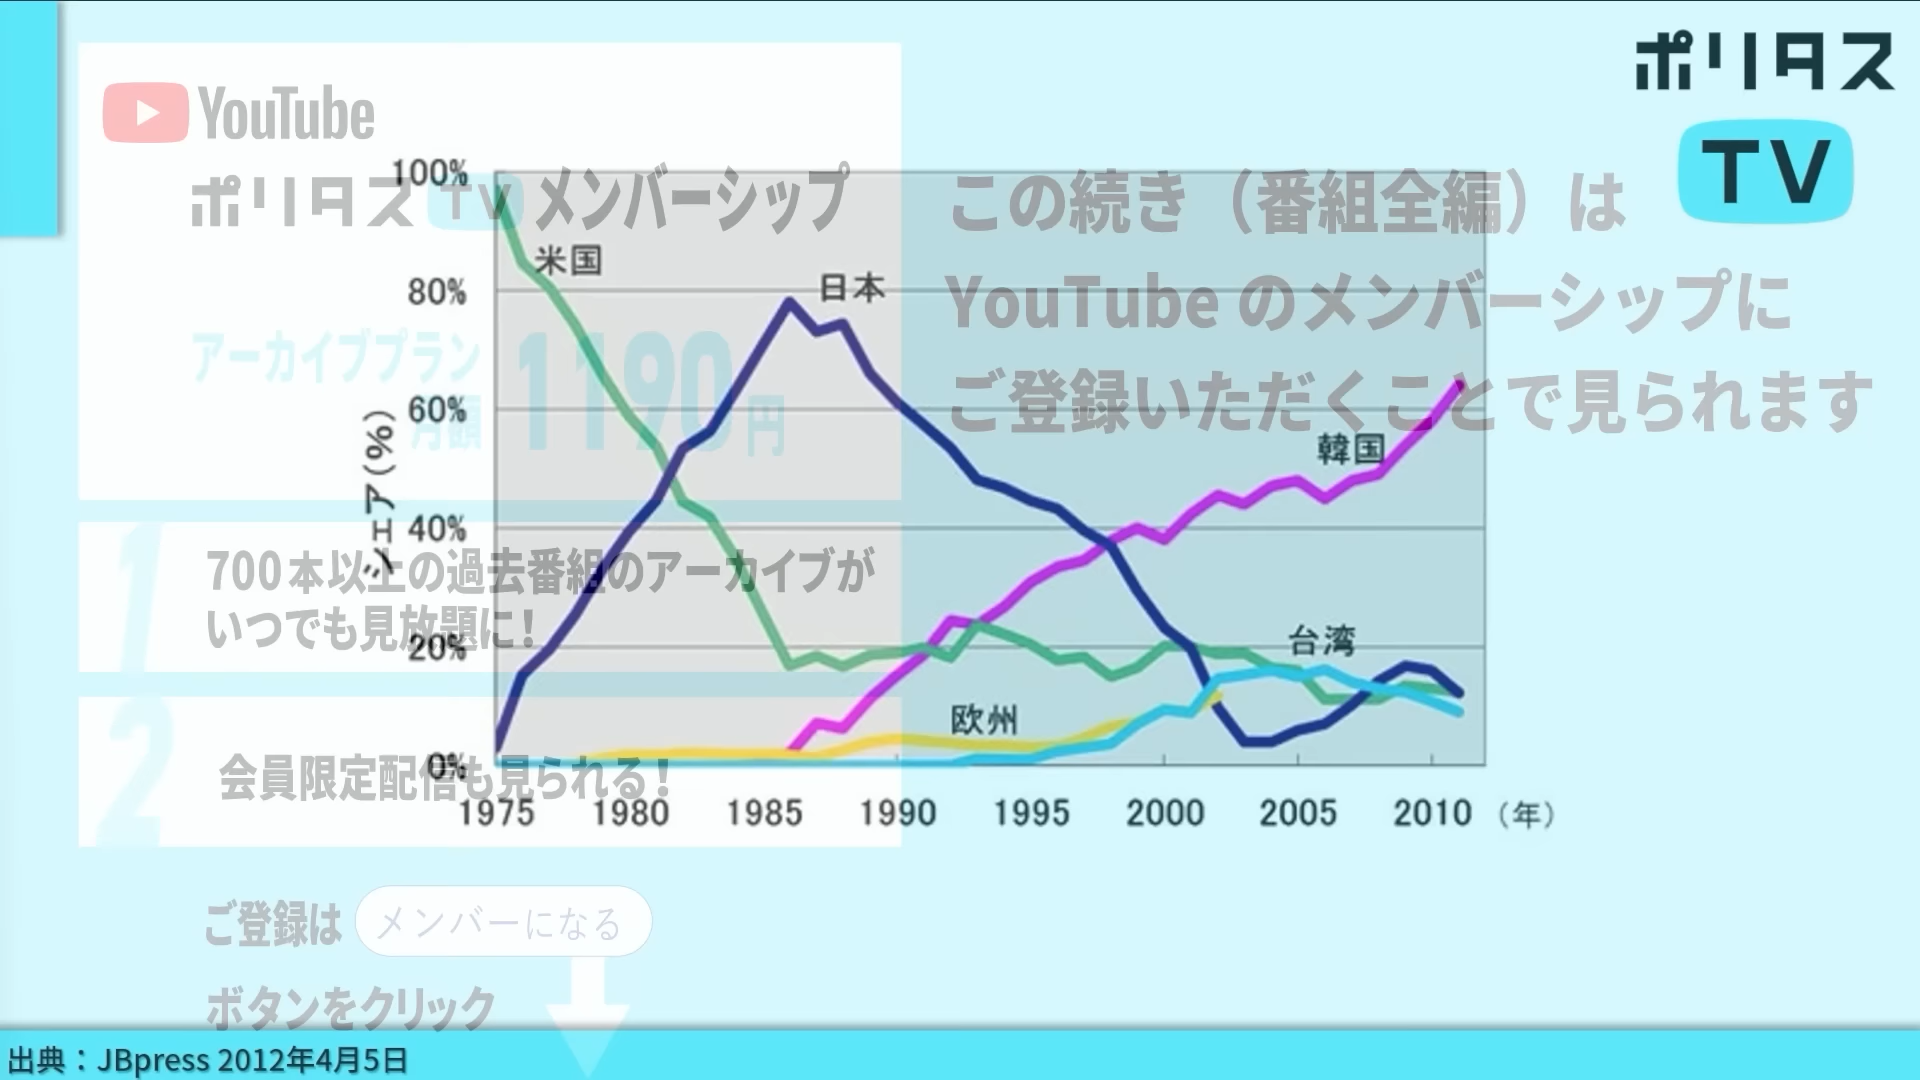 ポリタス
TV
YouTube
ポリタス TV メンバーシップ
アーカイブプラン
月額 1190円
この続き（番組全編）は
YouTube のメンバーシップに
ご登録いただくことで見られます
1
700本以上の過去番組のアーカイブが
いつでも見放題に！
2
会員限定配信も見られる！
ご登録は メンバーになる
ボタンをクリック
シェア(%)
100%
80%
60%
40%
20%
0%
米国
日本
韓国
台湾
欧州
1975 1980 1985 1990 1995 2000 2005 2010 （年）
出典：JBpress 2012年4月5日